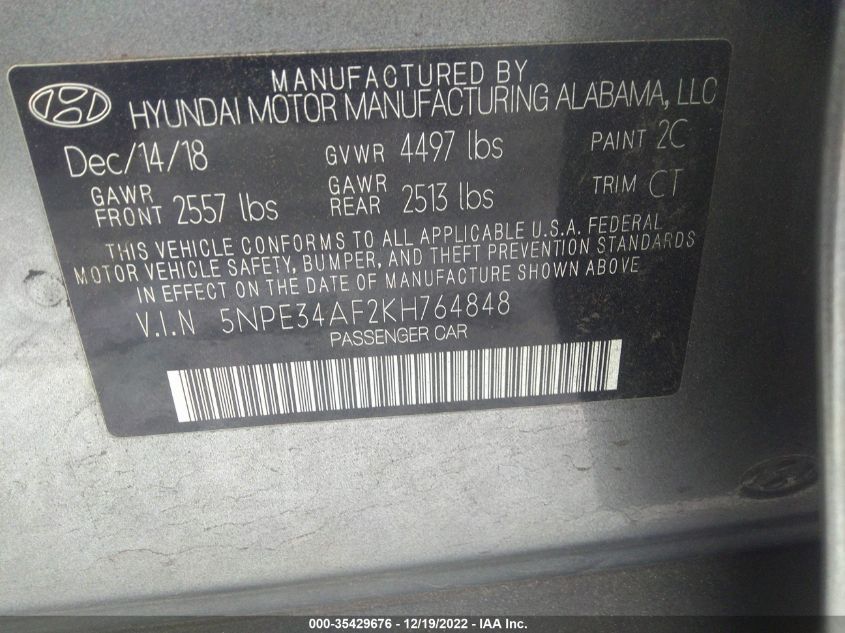 MANUFACTURED BY
HYUNDAI MOTOR MANUFACTURING ALABAMA, LLC
Dec/14/18 GVWR 4497 lbs PAINT 2C
GAWR FRONT 2557 lbs GAWR REAR 2513 lbs TRIM CT
THIS VEHICLE CONFORMS TO ALL APPLICABLE U.S.A. FEDERAL
MOTOR VEHICLE SAFETY, BUMPER, AND THEFT PREVENTION STANDARDS
IN EFFECT ON THE DATE OF MANUFACTURE SHOWN ABOVE
V.I.N 5NPE34AF2KH764848
PASSENGER CAR
000-35429676 - 12/19/2022 - IAA Inc.